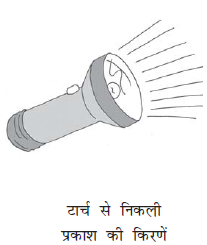 टार्च से निकली
प्रकाश की किरणें